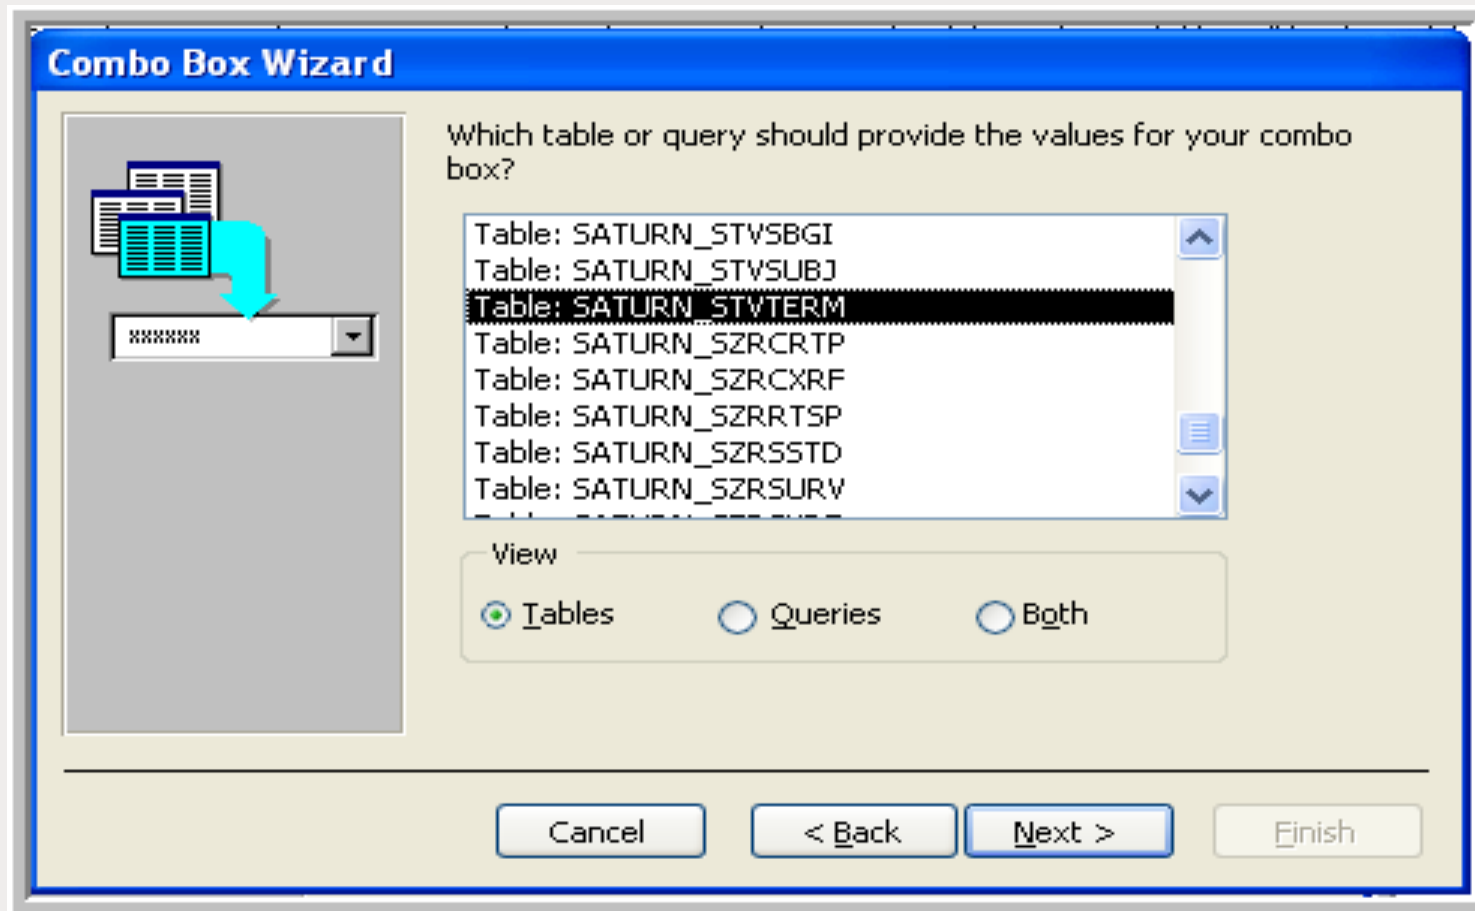 Combo Box Wizard
Which table or query should provide the values for your combo
box?
Table: SATURN_STVSBGI
Table: SATURN_STVSUBJ
Table: SATURN_STVTERM
Table: SATURN_SZRCRTP
Table: SATURN_SZRCXRF
Table: SATURN_SZRRTSP
Table: SATURN_SZRSSTD
Table: SATURN_SZRSURV
xxxxxx
View
Tables Queries Both
Cancel < Back Next > Finish